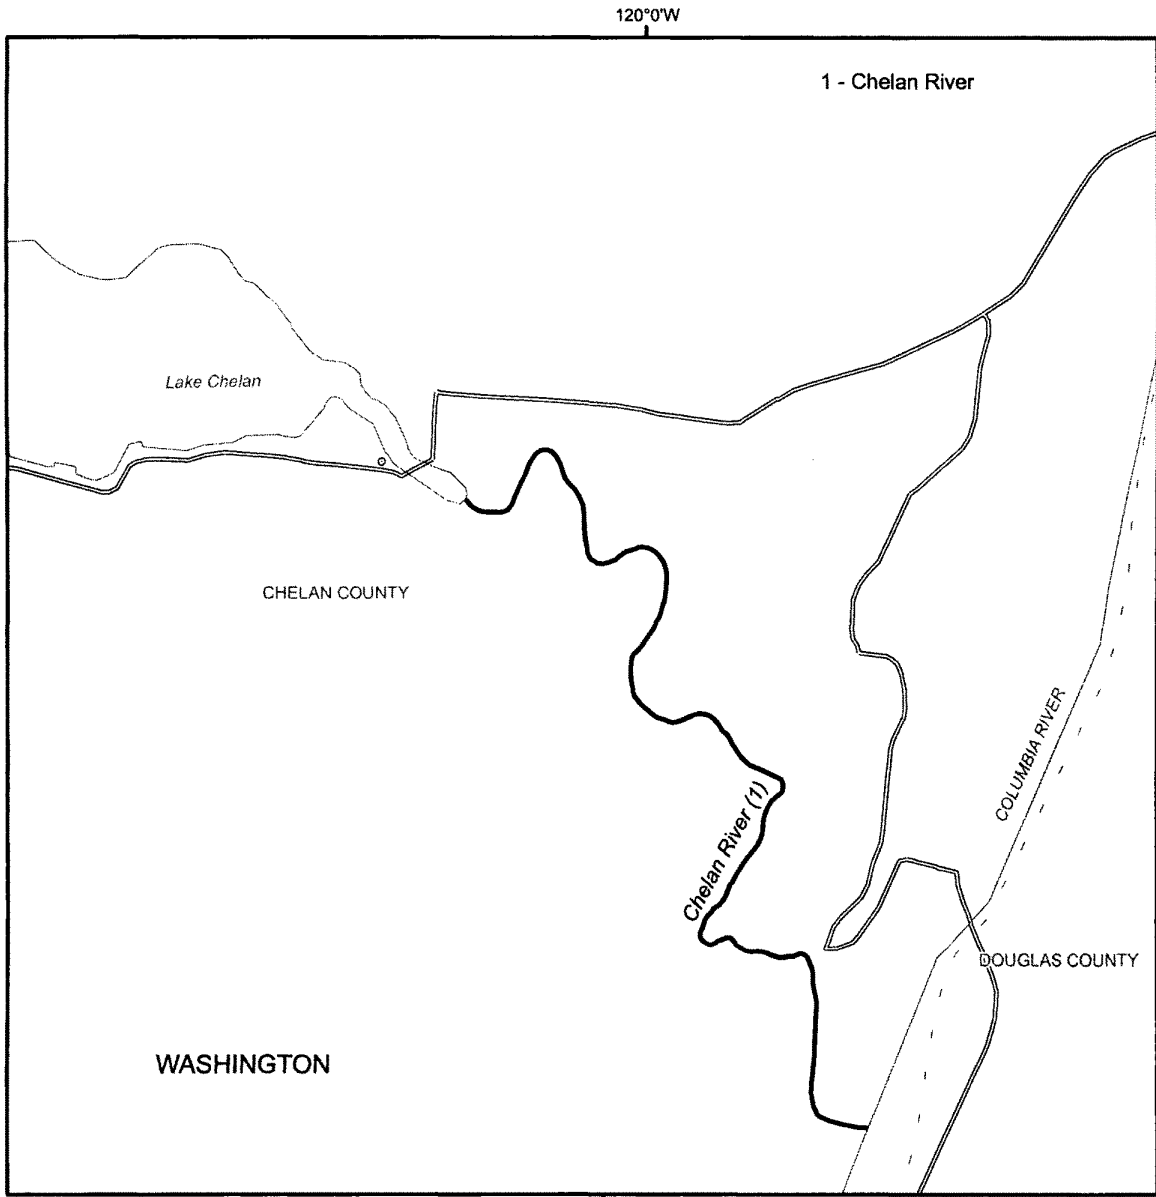 120°0'W
1 - Chelan River
Lake Chelan
CHELAN COUNTY
COLUMBIA RIVER
Chelan River (1)
DOUGLAS COUNTY
WASHINGTON